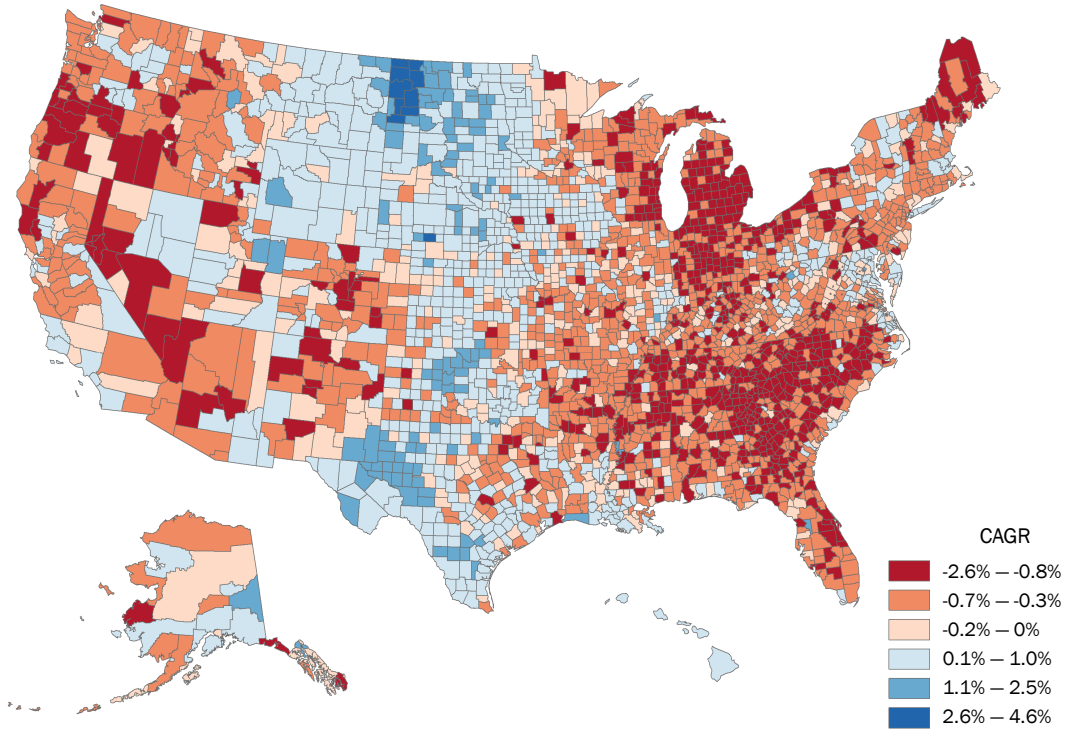 CAGR
-2.6% — -0.8%
-0.7% — -0.3%
-0.2% — 0%
0.1% — 1.0%
1.1% — 2.5%
2.6% — 4.6%